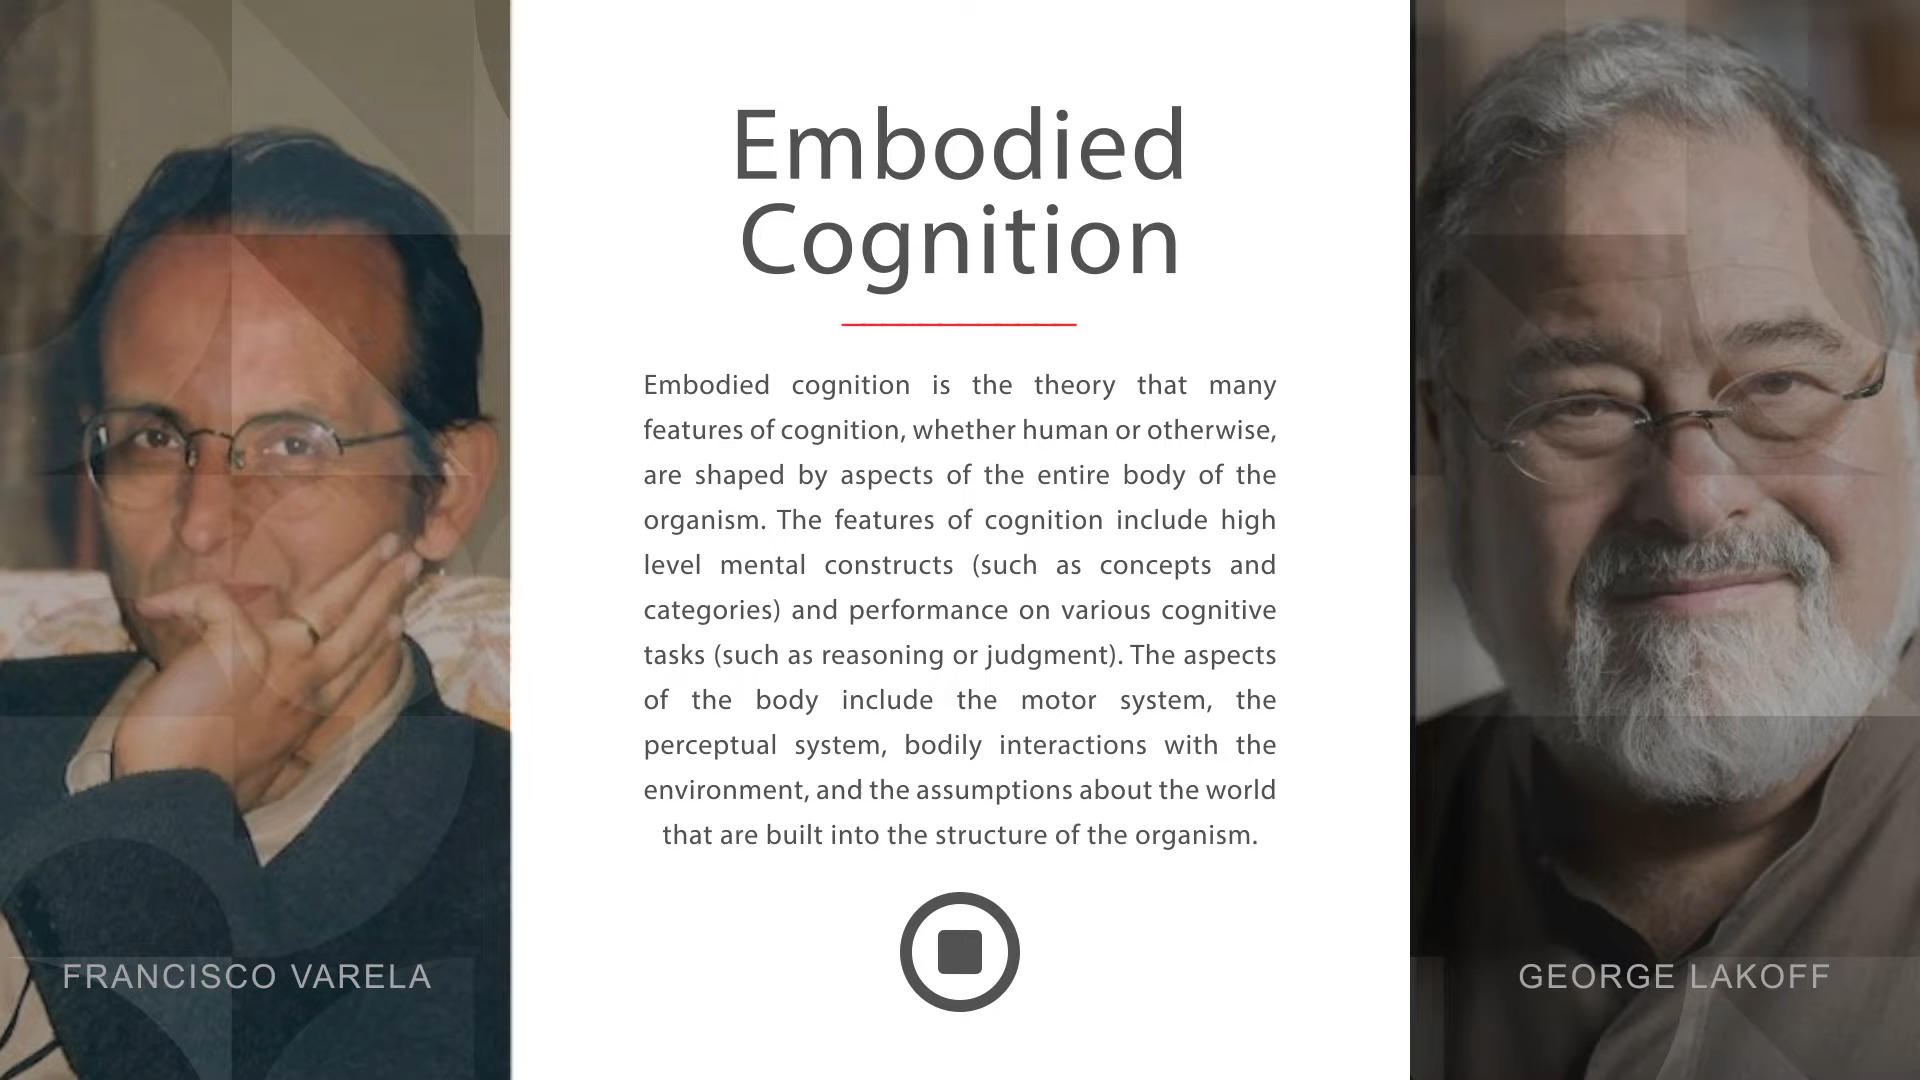 Embodied
Cognition
Embodied cognition is the theory that many
features of cognition, whether human or otherwise,
are shaped by aspects of the entire body of the
organism. The features of cognition include high
level mental constructs (such as concepts and
categories) and performance on various cognitive
tasks (such as reasoning or judgment). The aspects
of the body include the motor system, the
perceptual system, bodily interactions with the
environment, and the assumptions about the world
that are built into the structure of the organism.
FRANCISCO VARELA
GEORGE LAKOFF